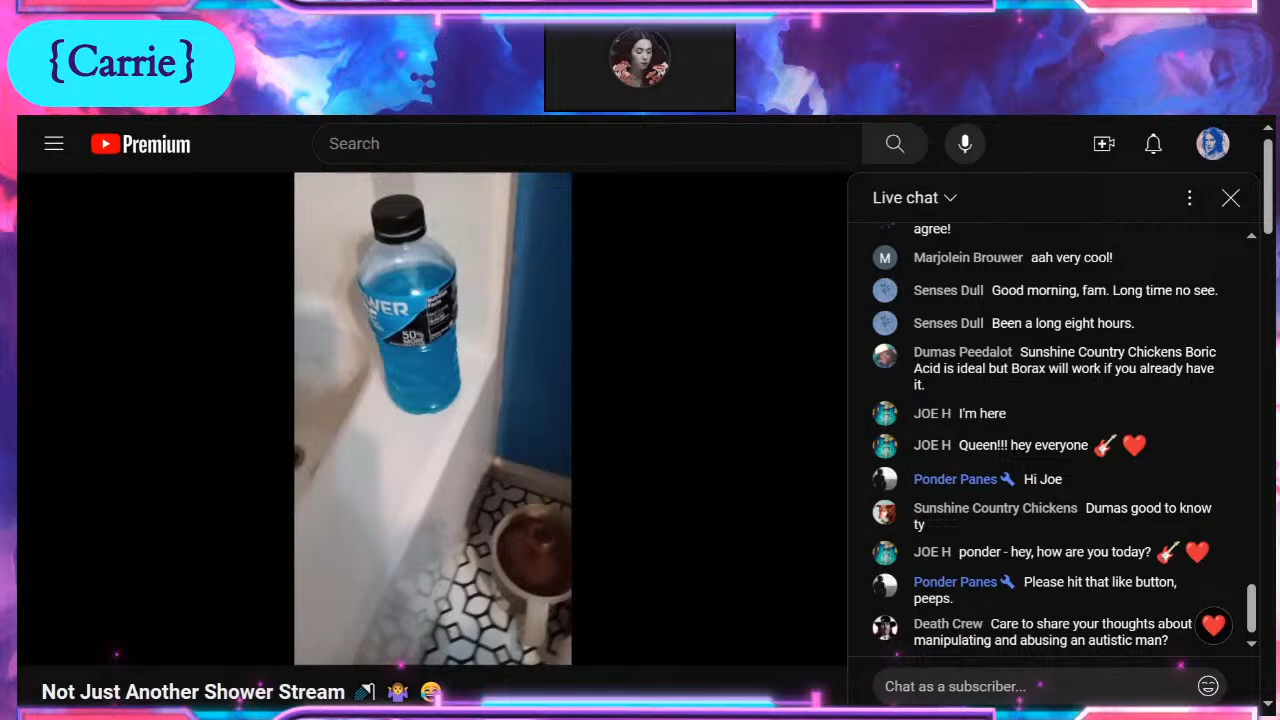 {Carrie}
Premium
Search
Live chat
agree!
Marjolein Brouwer aah very cool!
M
Senses Dull Good morning, fam. Long time no see.
Senses Dull Been a long eight hours.
Dumas Peedalot Sunshine Country Chickens Boric
Acid is ideal but Borax will work if you already have
it.
JOE H I'm here
JOE H Queen!!! hey everyone 🎸 ❤️
Ponder Panes Hi Joe
Sunshine Country Chickens Dumas good to know
ty
JOE H ponder - hey, how are you today? 🎸 ❤️
Ponder Panes Please hit that like button,
peeps.
Death Crew Care to share your thoughts about
manipulating and abusing an autistic man?
Chat as a subscriber...
WER
50%
MORE
Nutrition
Facts
Not Just Another Shower Stream 🚿 🤷‍♀️ 😂